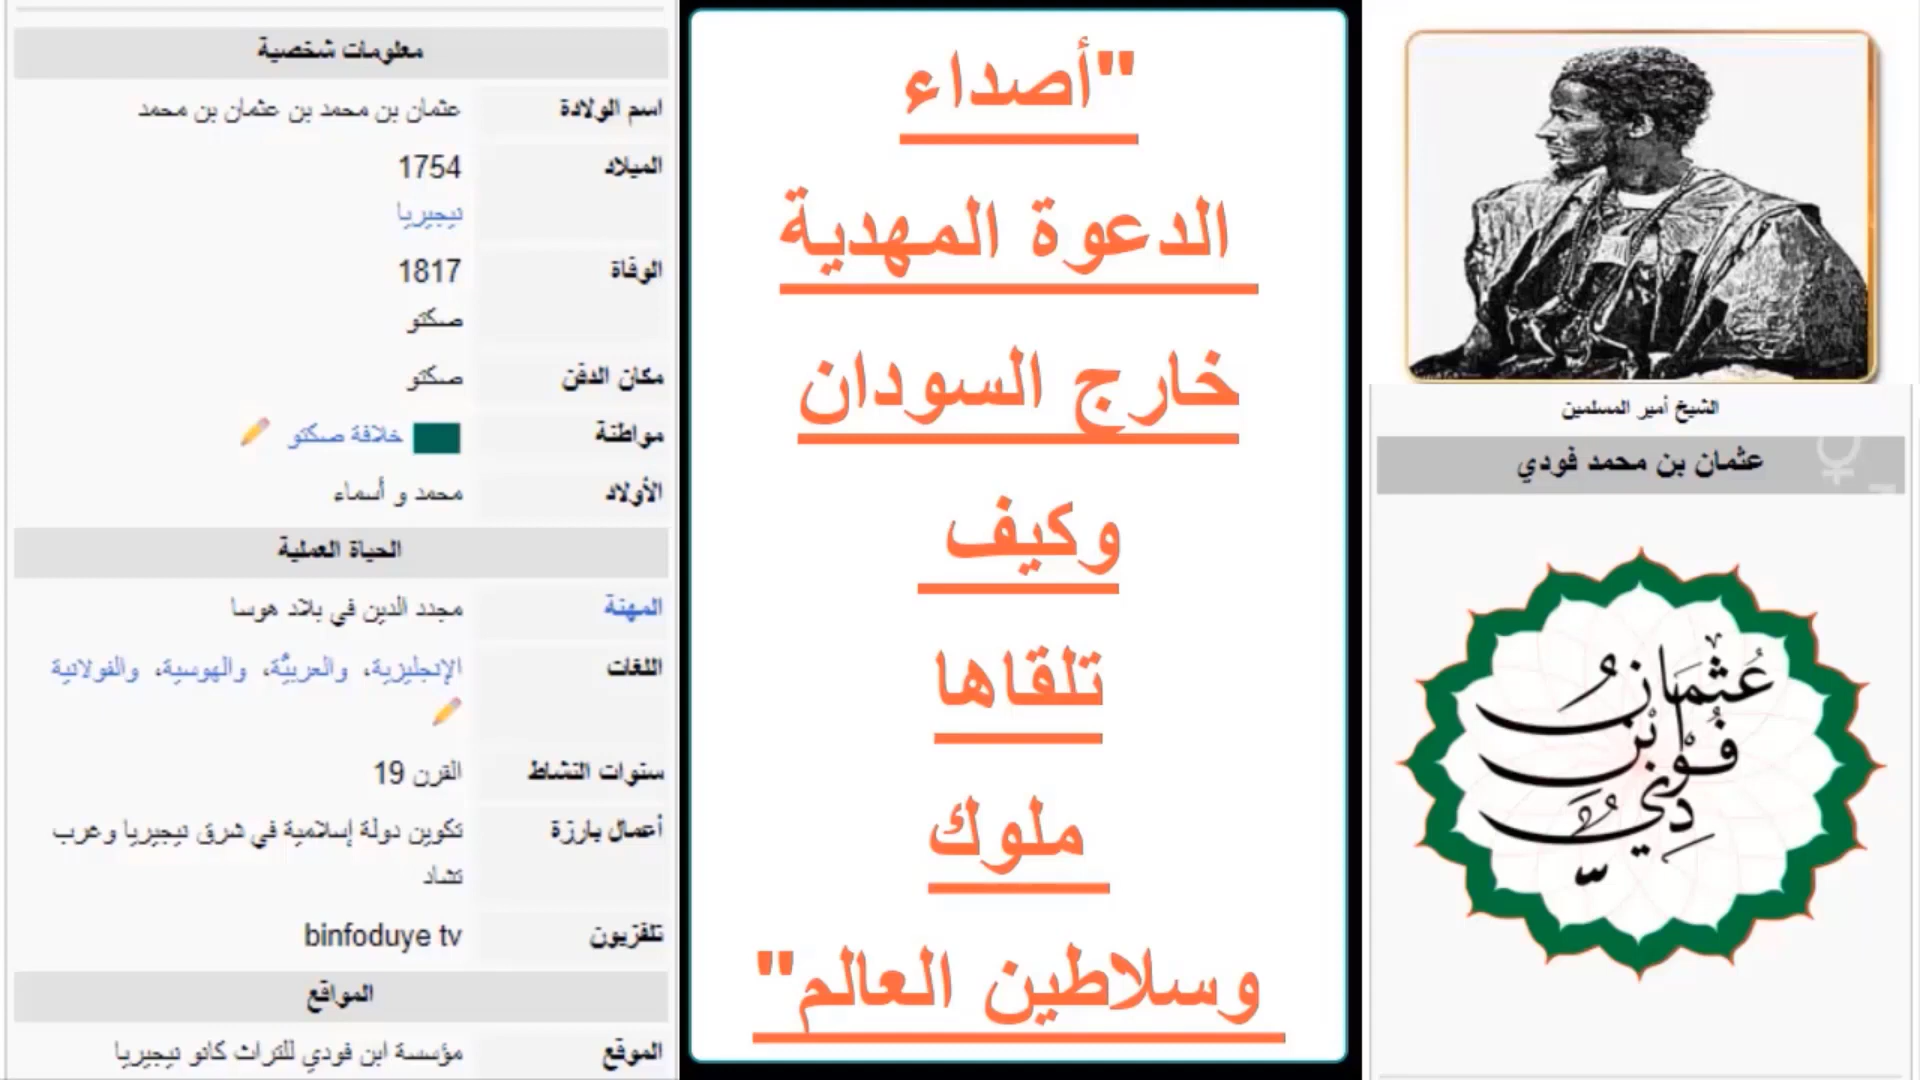 معلومات شخصية
اسم الولادة عثمان بن محمد بن عثمان بن محمد
الميلاد 1754
نيجيريا
الوفاة 1817
صكتو
مكان الدفن صكتو
مواطنة خلافة صكتو
الأولاد محمد و أسماء
الحياة العملية
المهنة مجدد الدين في بلاد هوسا
اللغات الإنجليزية، والعربيَّة، والهوسية، والفولانية
سنوات النشاط القرن 19
أعمال بارزة تكوين دولة إسلامية في شرق نيجيريا وغرب
تشاد
تلفزيون binfoduye tv
المواقع
الموقع مؤسسة ابن فودي للتراث كانو نيجيريا
"أصداء
الدعوة المهدية
خارج السودان
وكيف
تلقاها
ملوك
وسلاطين العالم"
الشيخ أمير المسلمين
عثمان بن محمد فودي
عُثْمَانُ
بْنُ
فُودِي